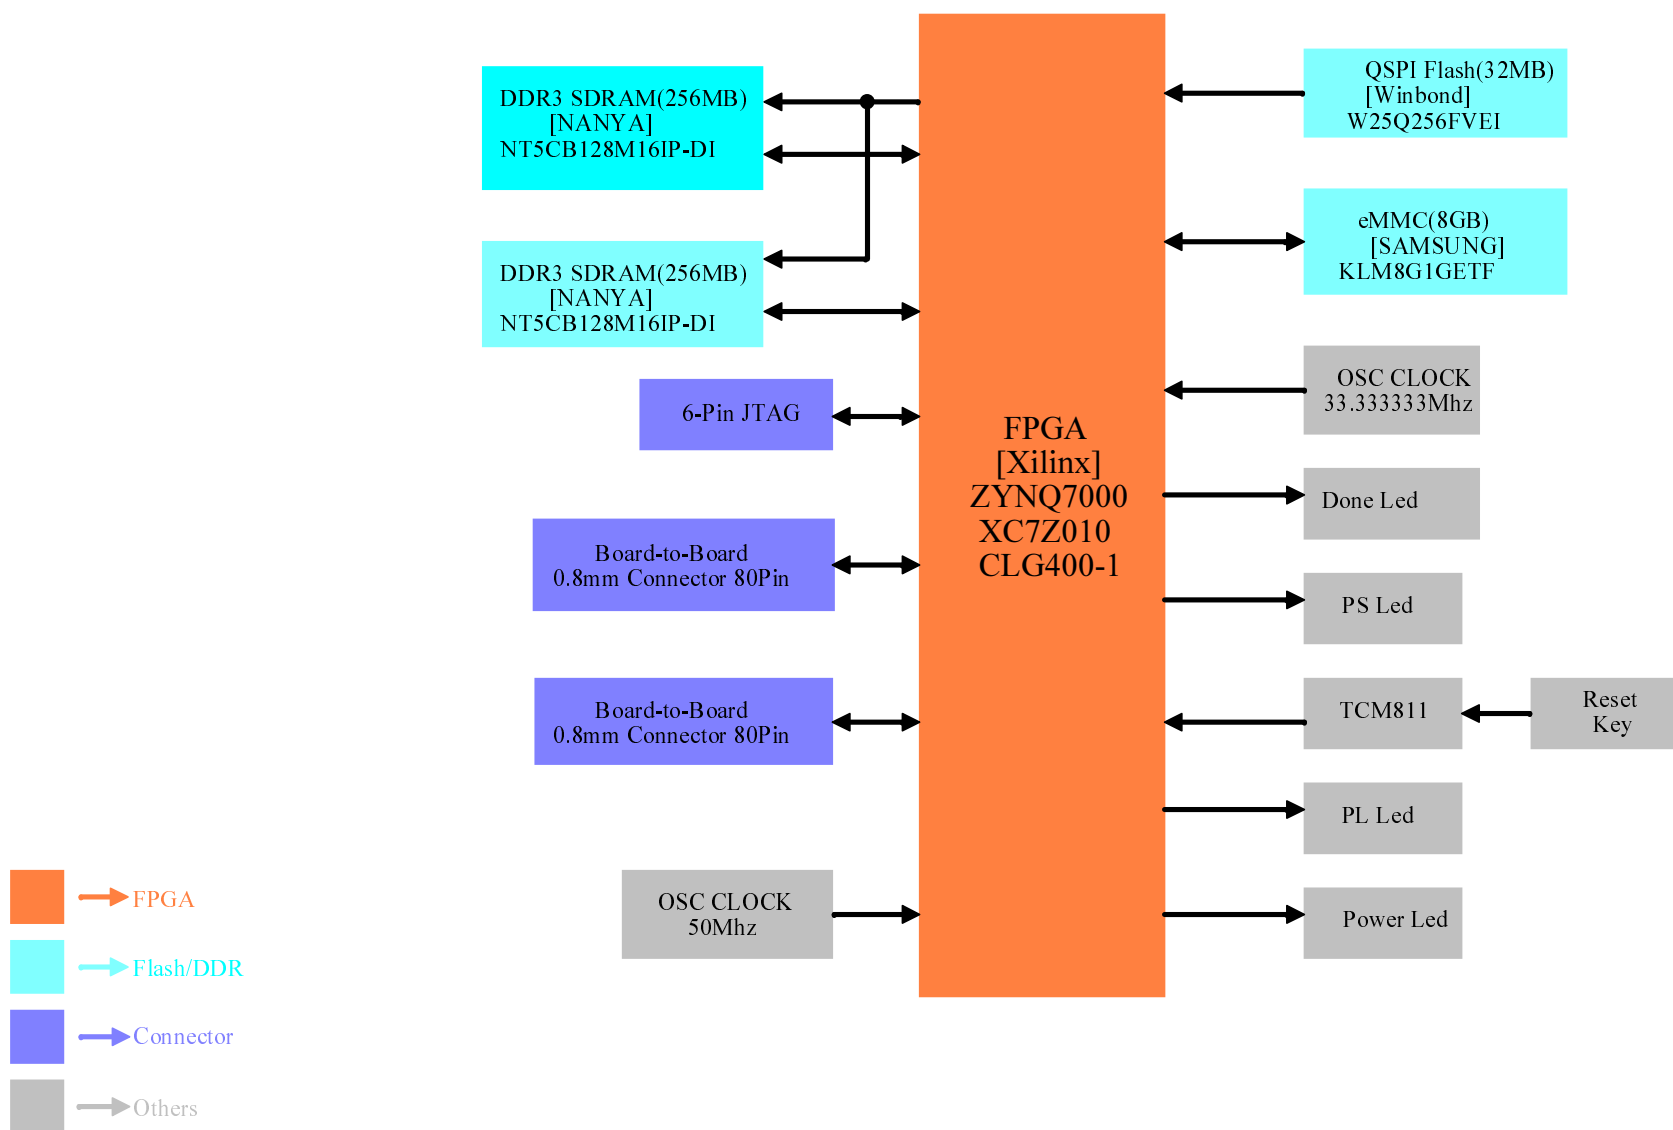 DDR3 SDRAM(256MB)
[NANYA]
NT5CB128M16IP-DI
DDR3 SDRAM(256MB)
[NANYA]
NT5CB128M16IP-DI
6-Pin JTAG
Board-to-Board
0.8mm Connector 80Pin
Board-to-Board
0.8mm Connector 80Pin
OSC CLOCK
50Mhz
FPGA
[Xilinx]
ZYNQ7000
XC7Z010
CLG400-1
QSPI Flash(32MB)
[Winbond]
W25Q256FVEI
eMMC(8GB)
[SAMSUNG]
KLM8G1GETF
OSC CLOCK
33.333333Mhz
Done Led
PS Led
TCM811
Reset
Key
PL Led
Power Led
FPGA
Flash/DDR
Connector
Others